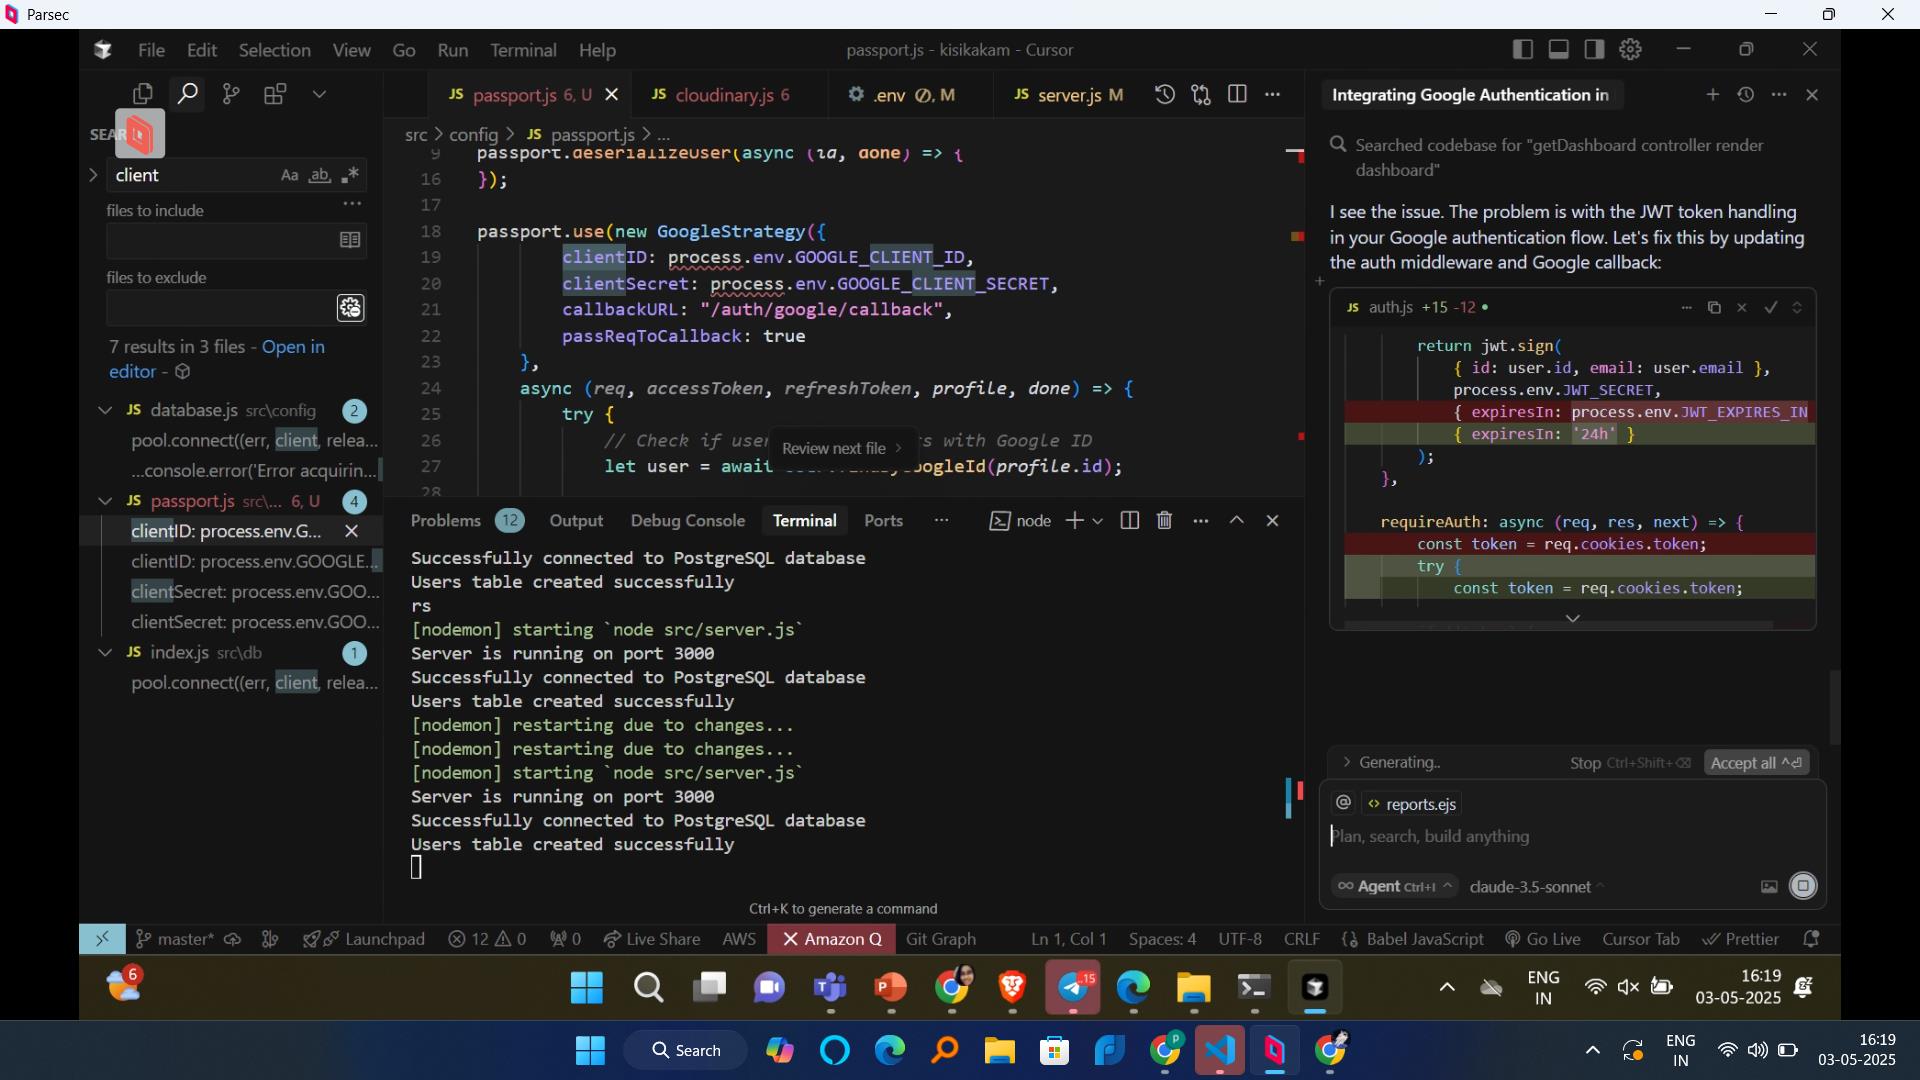 Parsec
File Edit Selection View Go Run Terminal Help
passport.js - kisikakam - Cursor
SEAR
client
Aa ab
files to include
files to exclude
7 results in 3 files - Open in
editor -
JS database.js src\config 2
pool.connect((err, client, relea...
...console.error('Error acquirin...
JS passport.js src\... 6, U 4
clientID: process.env.G...
clientID: process.env.GOOGLE...
clientSecret: process.env.GOO...
clientSecret: process.env.GOO...
JS index.js src\db 1
pool.connect((err, client, relea...
JS passport.js 6, U
JS cloudinary.js 6
.env M
JS server.js M
src > config > JS passport.js > ...
9 passport.deserializeUser(async (id, done) => {
16 });
17
18 passport.use(new GoogleStrategy({
19 clientID: process.env.GOOGLE_CLIENT_ID,
20 clientSecret: process.env.GOOGLE_CLIENT_SECRET,
21 callbackURL: "/auth/google/callback",
22 passReqToCallback: true
23 },
24 async (req, accessToken, refreshToken, profile, done) => {
25 try {
26 // Check if user s with Google ID
Review next file >
27 let user = await oogleId(profile.id);
28
Problems 12 Output Debug Console Terminal Ports ... node
Successfully connected to PostgreSQL database
Users table created successfully
rs
[nodemon] starting `node src/server.js`
Server is running on port 3000
Successfully connected to PostgreSQL database
Users table created successfully
[nodemon] restarting due to changes...
[nodemon] restarting due to changes...
[nodemon] starting `node src/server.js`
Server is running on port 3000
Successfully connected to PostgreSQL database
Users table created successfully
Ctrl+K to generate a command
Integrating Google Authentication in
Searched codebase for "getDashboard controller render
dashboard"
I see the issue. The problem is with the JWT token handling
in your Google authentication flow. Let's fix this by updating
the auth middleware and Google callback:
JS auth.js +15 -12 •
return jwt.sign(
{ id: user.id, email: user.email },
process.env.JWT_SECRET,
{ expiresIn: process.env.JWT_EXPIRES_IN
{ expiresIn: '24h' }
);
},
requireAuth: async (req, res, next) => {
const token = req.cookies.token;
try {
const token = req.cookies.token;
> Generating.. Stop Ctrl+Shift+⌫ Accept all ^⏎
@ <> reports.ejs
Plan, search, build anything
∞ Agent Ctrl+I ^ claude-3.5-sonnet ^
master* Launchpad 12 0 0 Live Share AWS Amazon Q Git Graph Ln 1, Col 1 Spaces: 4 UTF-8 CRLF {} Babel JavaScript Go Live Cursor Tab Prettier
6
15
ENG
IN
16:19
03-05-2025
Search
ENG
IN
16:19
03-05-2025